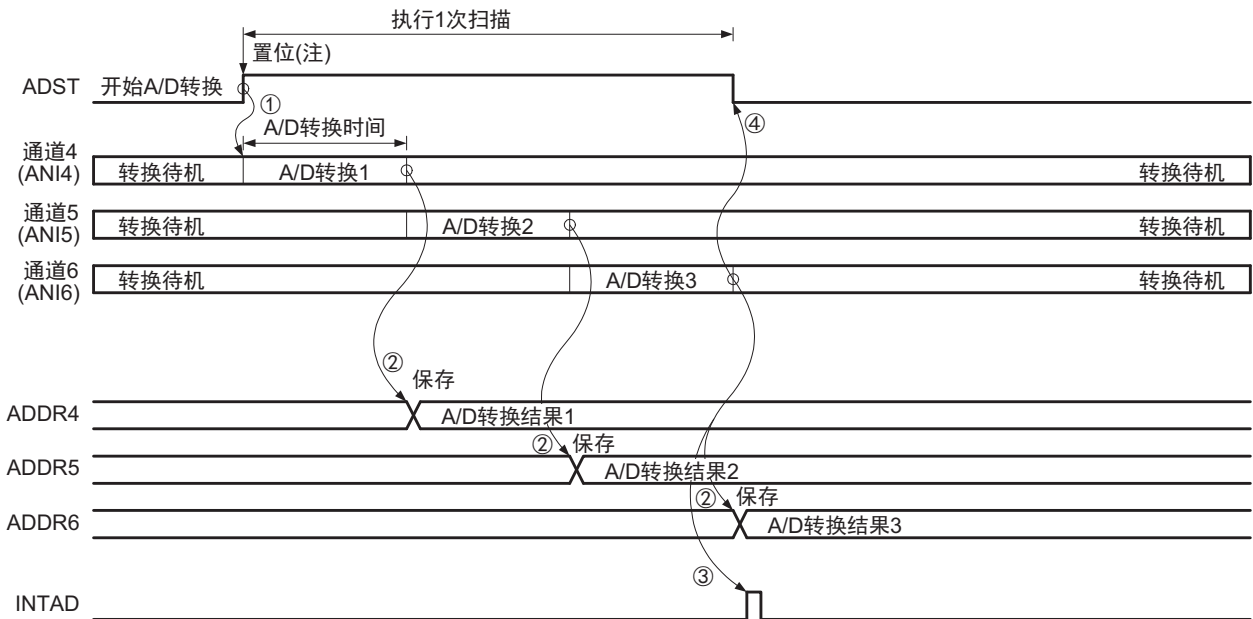 执行1次扫描
置位(注)
ADST 开始A/D转换
①
④
A/D转换时间
通道4
(ANI4) 转换待机 A/D转换1 转换待机
通道5
(ANI5) 转换待机 A/D转换2 转换待机
通道6
(ANI6) 转换待机 A/D转换3 转换待机
② 保存
ADDR4 A/D转换结果1
② 保存
ADDR5 A/D转换结果2
② 保存
ADDR6 A/D转换结果3
③
INTAD